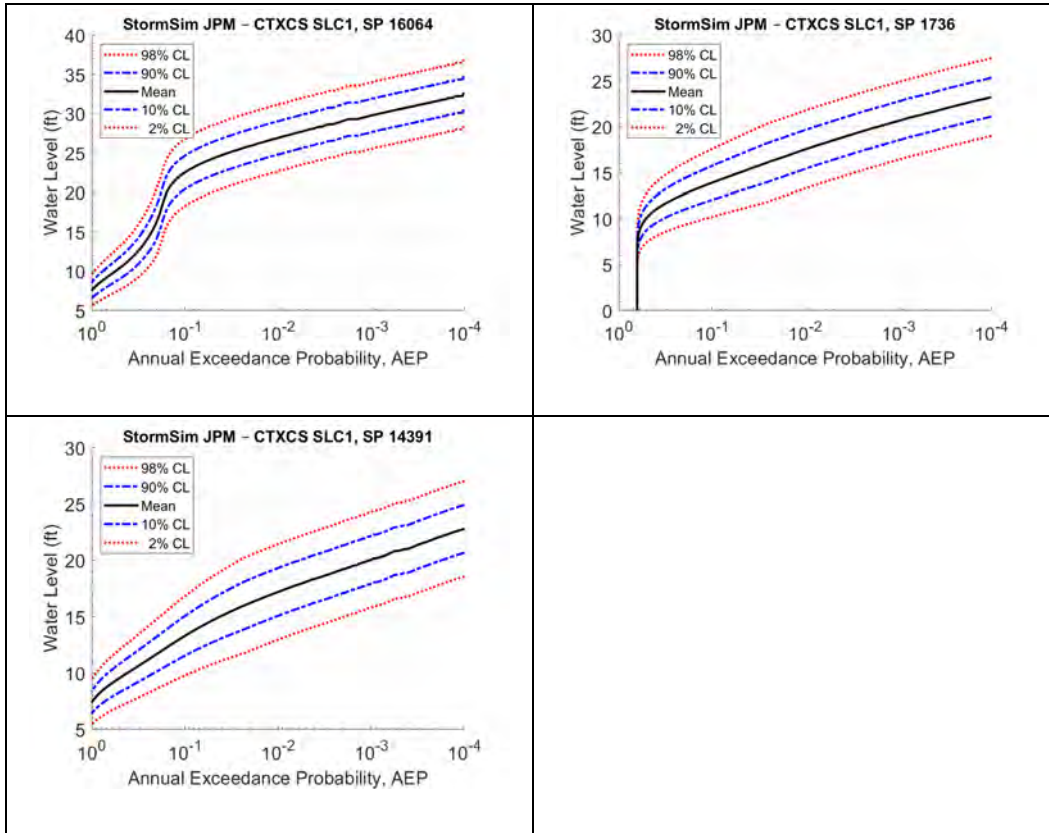 StormSim JPM – CTXCS SLC1, SP 16064
40
35
30
25
20
15
10
5
Water Level (ft)
98% CL
90% CL
Mean
10% CL
2% CL
10^0
10^-1
10^-2
10^-3
10^-4
Annual Exceedance Probability, AEP
StormSim JPM – CTXCS SLC1, SP 1736
30
25
20
15
10
5
0
Water Level (ft)
98% CL
90% CL
Mean
10% CL
2% CL
10^0
10^-1
10^-2
10^-3
10^-4
Annual Exceedance Probability, AEP
StormSim JPM – CTXCS SLC1, SP 14391
30
25
20
15
10
5
Water Level (ft)
98% CL
90% CL
Mean
10% CL
2% CL
10^0
10^-1
10^-2
10^-3
10^-4
Annual Exceedance Probability, AEP